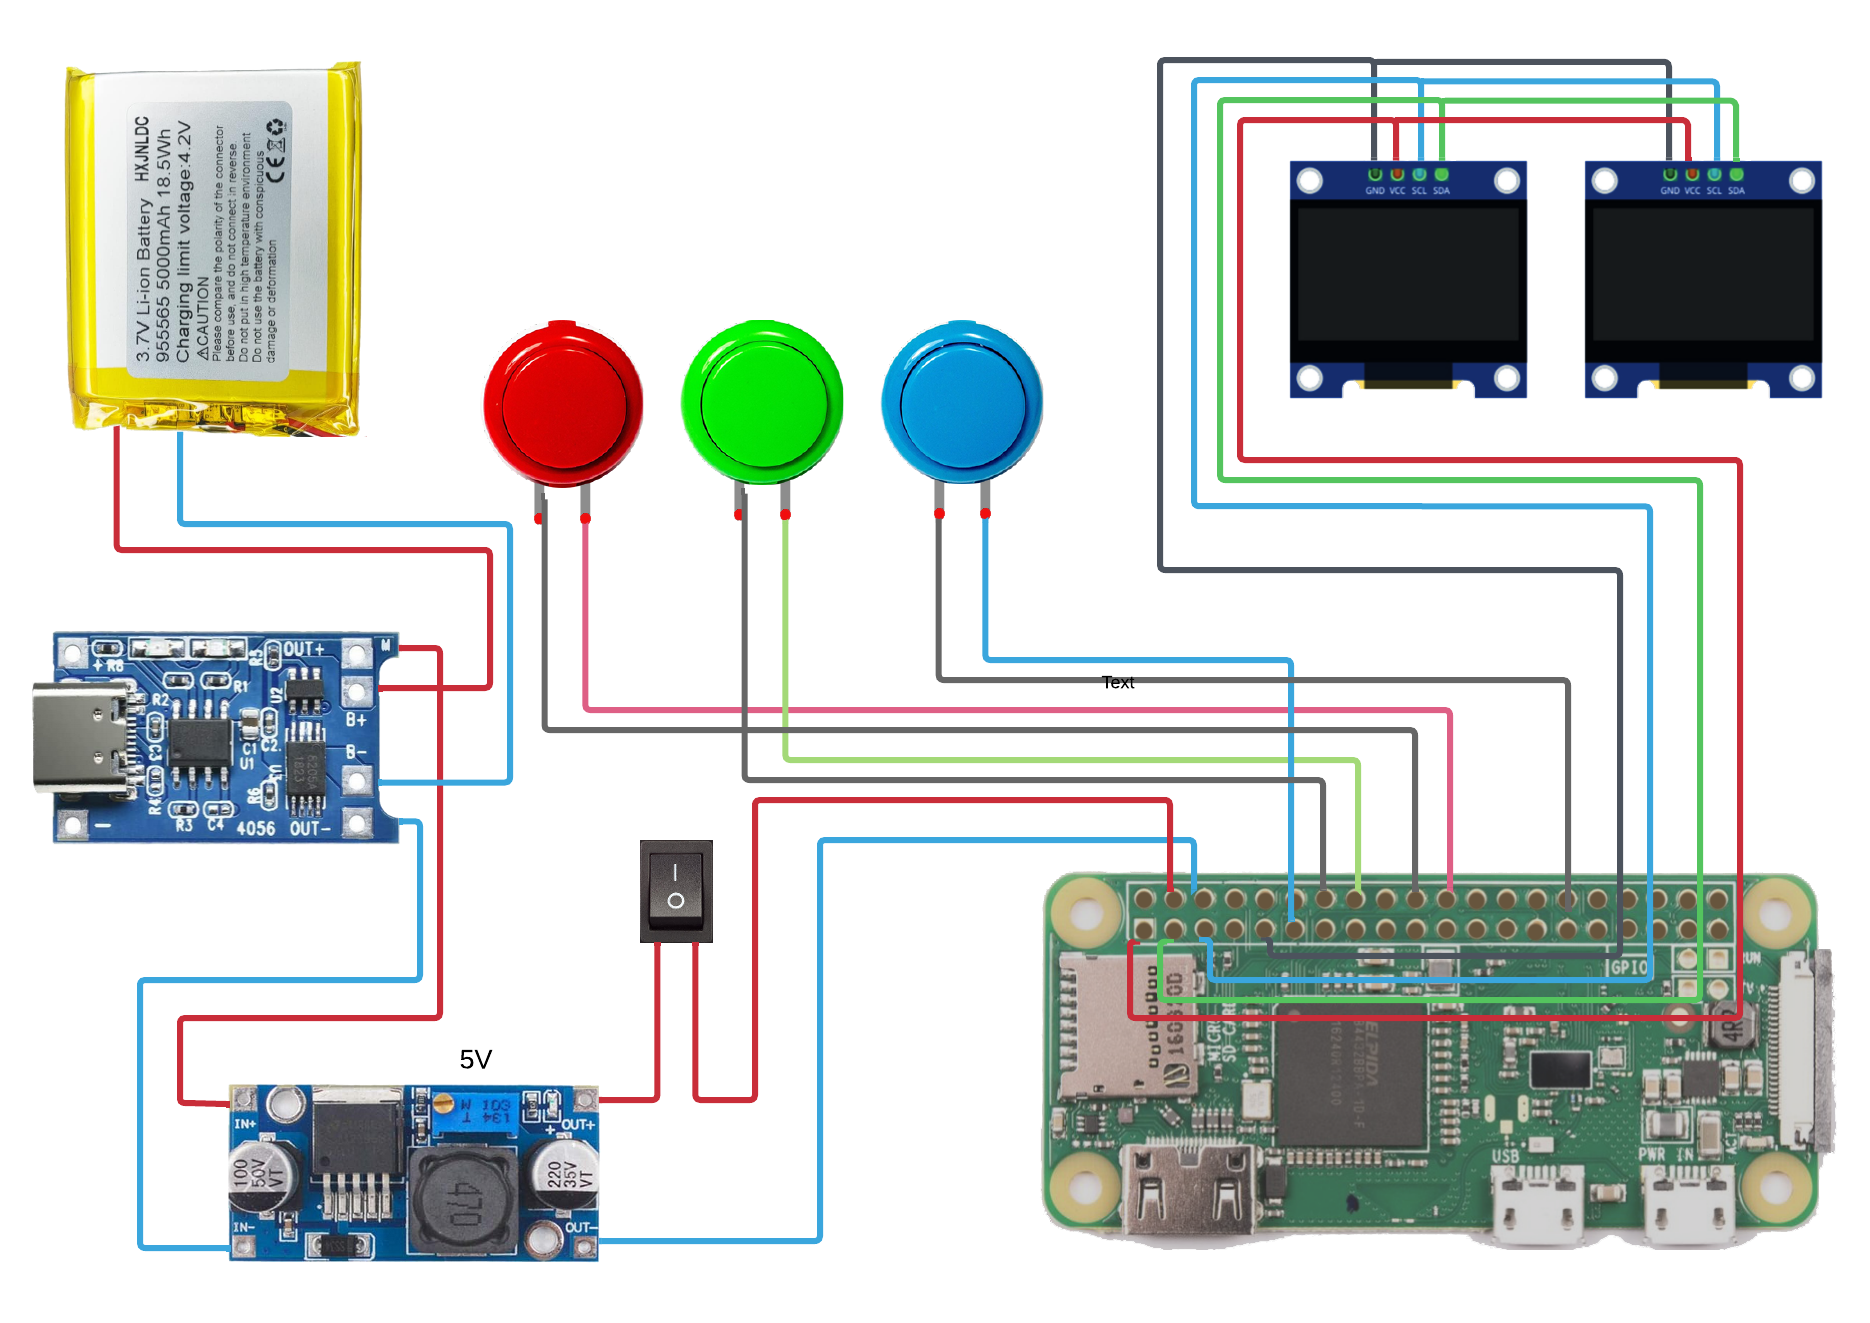 3.7V Li-ion Battery HXJNLDC
955565 5000mAh 18.5Wh
Charging limit voltage:4.2V
⚠CAUTION
Please compare the polarity of the connector
before use, and do not connect in reverse.
Do not put in high temperature environment
Do not use the battery with conspicuous
damage or deformation
GND VCC SCL SDA
GND VCC SCL SDA
+ R8
R5
OUT+
M
R2
R1
U2
B+
C3
C1
C2
U1
B-
R4
R6
R3
C4
4056
OUT-
-
Text
5V
IN+
OUT+
+
100
50V
VT
470
220
35V
VT
IN-
OUT-
GPIO
RUN
MICRO
SD CARD
ELPIDA
4R7
USB
PWR IN
ACT